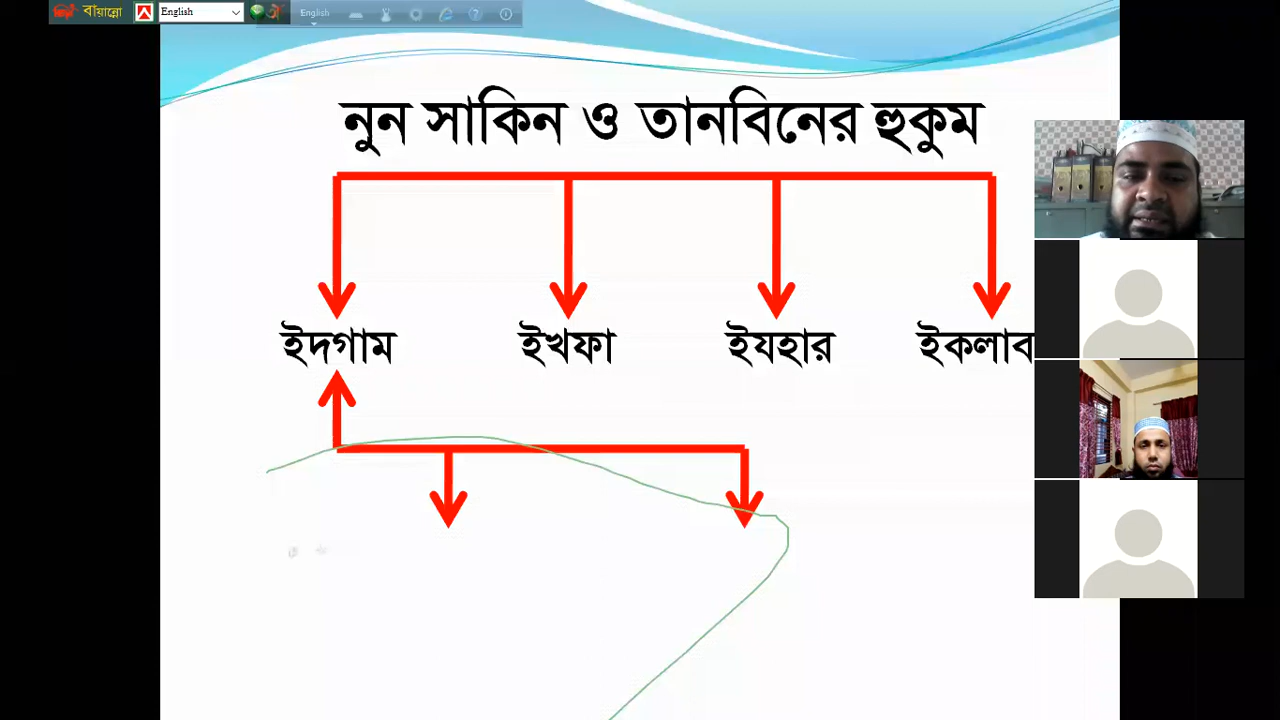 বায়ান্নো English English
নুন সাকিন ও তানবিনের হুকুম
ইদগাম ইখফা ইযহার ইকলাব